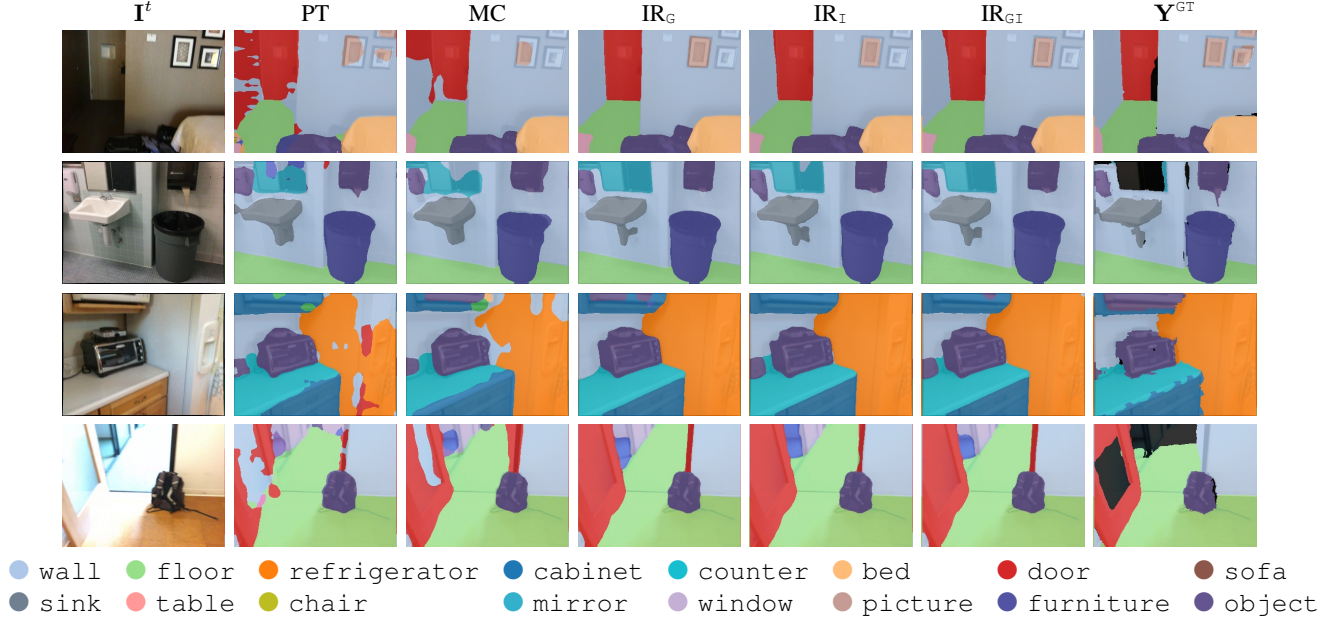 I^t PT MC IR_G IR_I IR_GI Y^GT
wall floor refrigerator cabinet counter bed door sofa
sink table chair mirror window picture furniture object